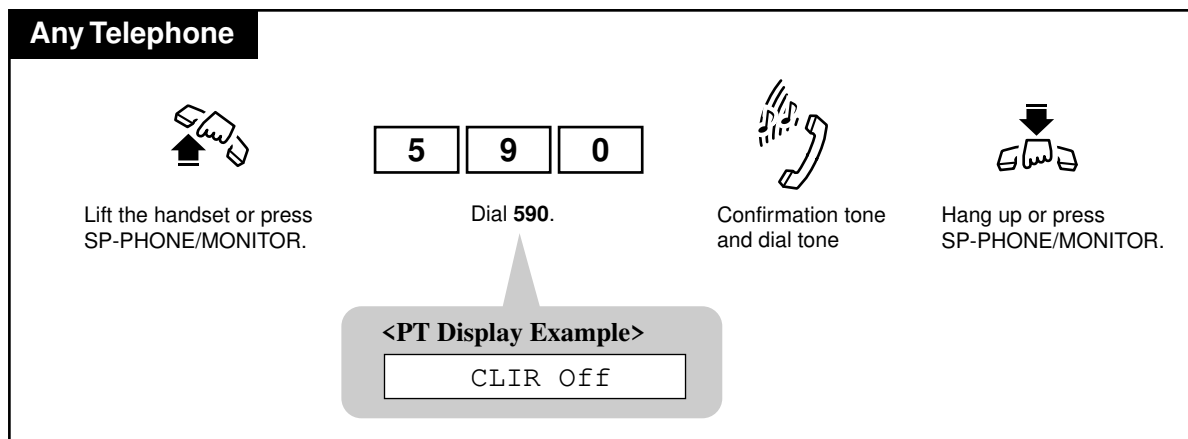 Any Telephone
5 9 0
Lift the handset or press
SP-PHONE/MONITOR.
Dial 590.
Confirmation tone
and dial tone
Hang up or press
SP-PHONE/MONITOR.
<PT Display Example>
CLIR Off